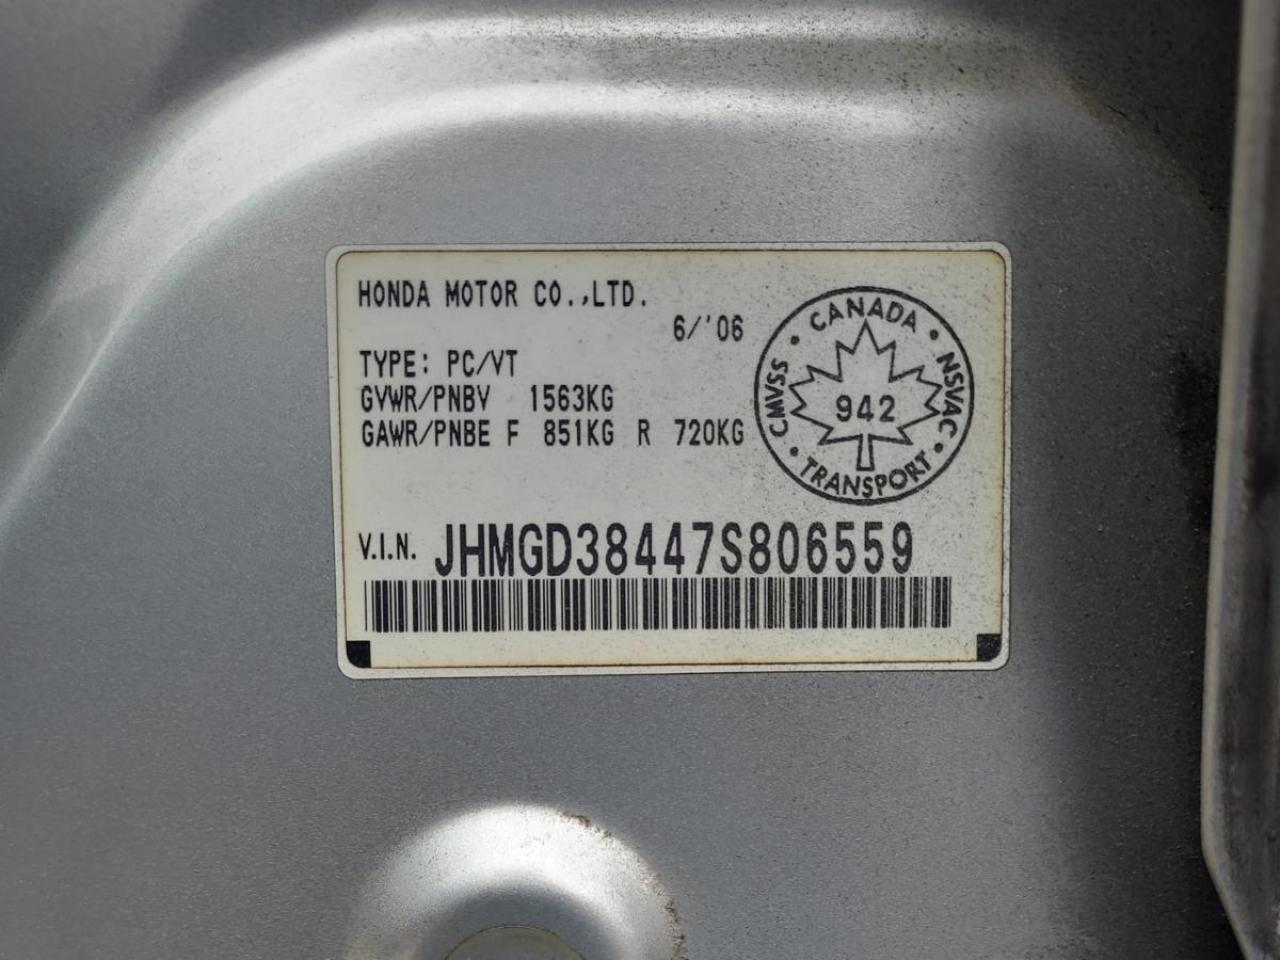 HONDA MOTOR CO.,LTD.
6/'06
TYPE: PC/VT
GVWR/PNBV 1563KG
GAWR/PNBE F 851KG R 720KG
CANADA
CMVSS
NSVAC
942
TRANSPORT
V.I.N. JHMGD38447S806559